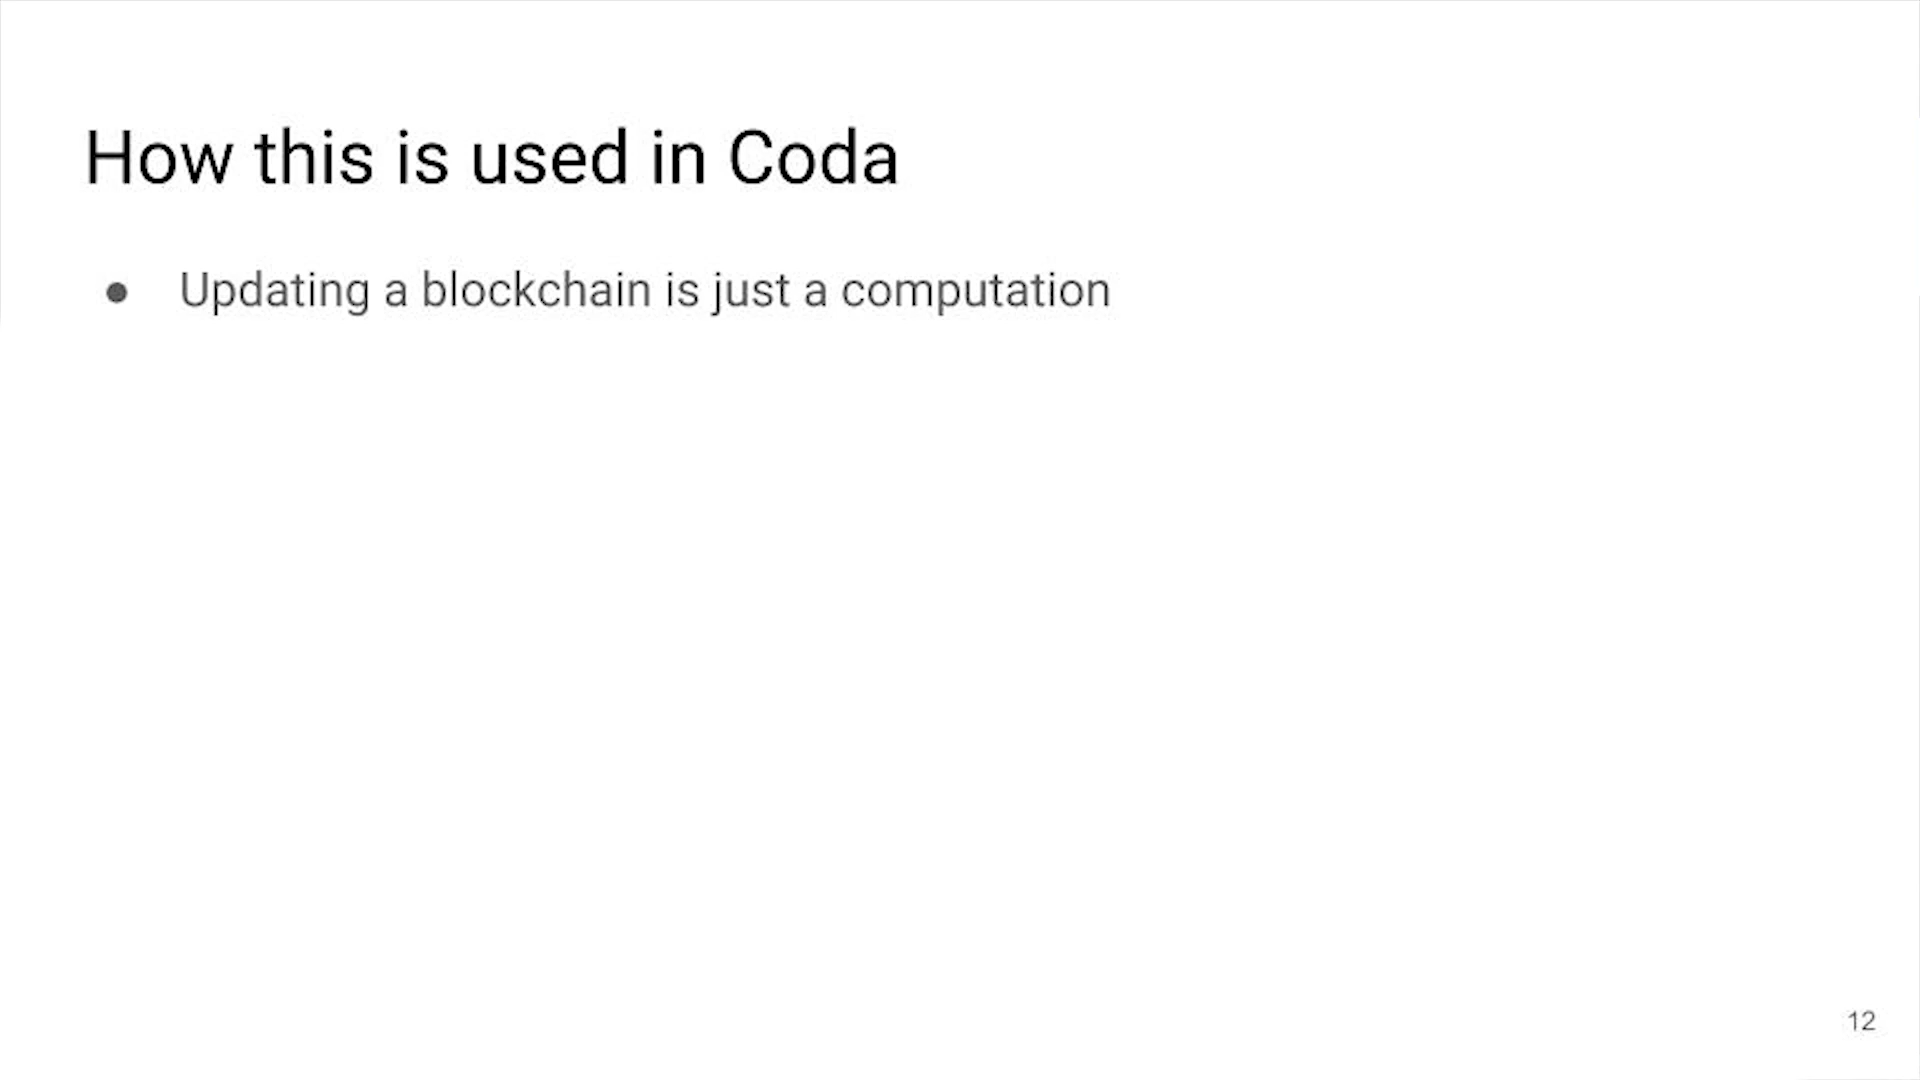 How this is used in Coda
● Updating a blockchain is just a computation
12